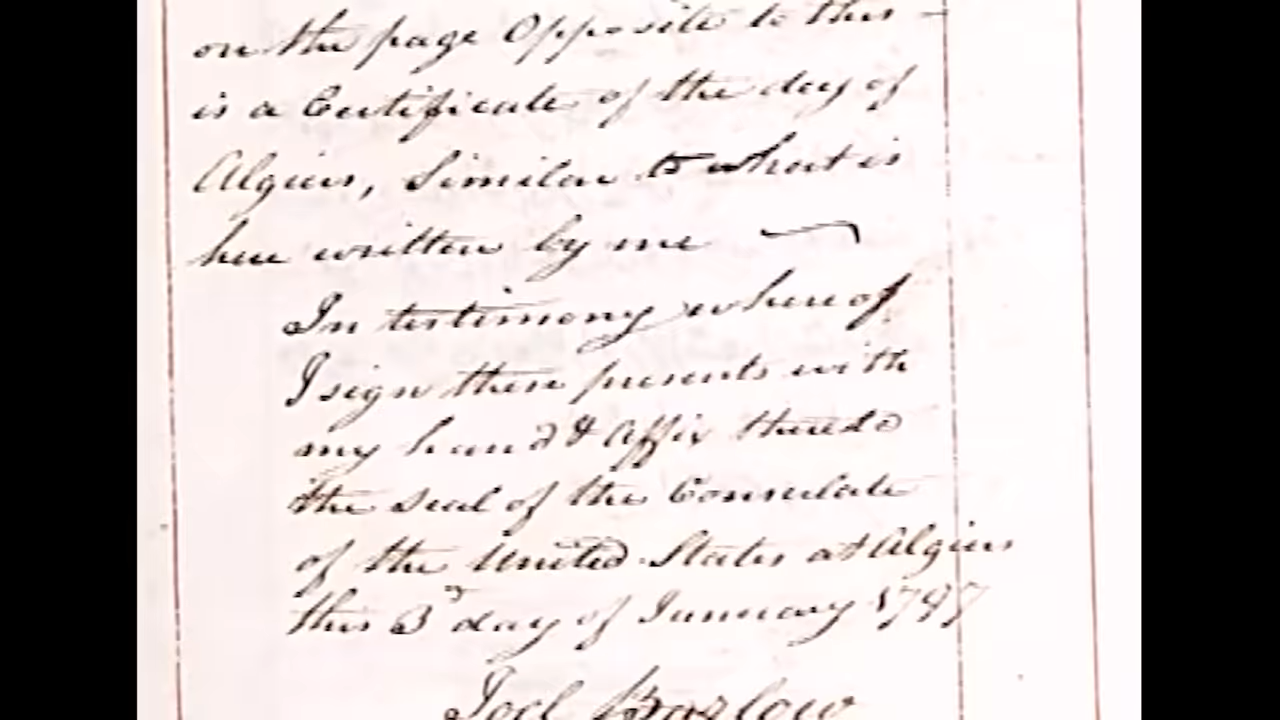 on the page Opposite to this -
is a Certificate of the dey of
Algiers, Similar to what is
here written by me
In testimony whereof
I sign these presents with
my hand & affix thereto
the seal of the Consulate
of the United States at Algiers
this 3d day of January 1797
Joel Barlow